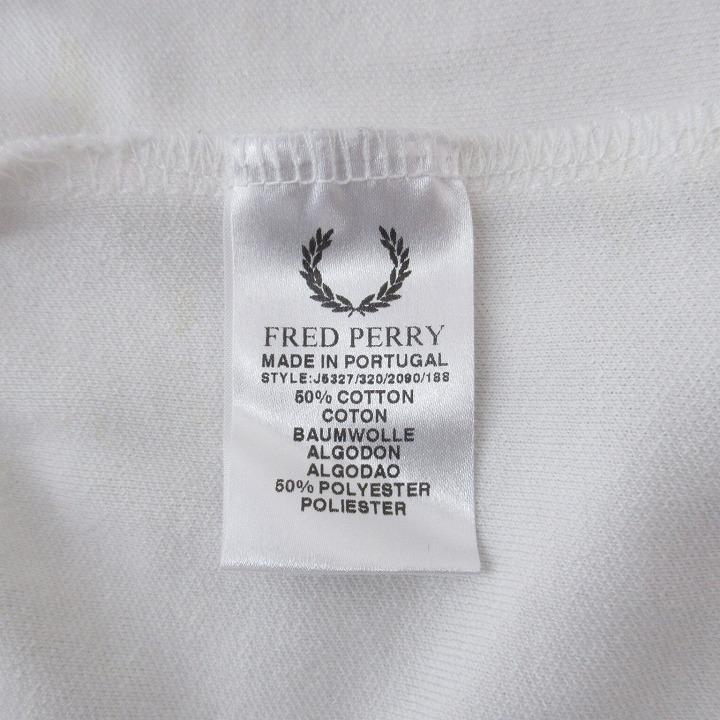 FRED PERRY
MADE IN PORTUGAL
STYLE:J5327/320/2090/188
50% COTTON
COTON
BAUMWOLLE
ALGODON
ALGODAO
50% POLYESTER
POLIESTER